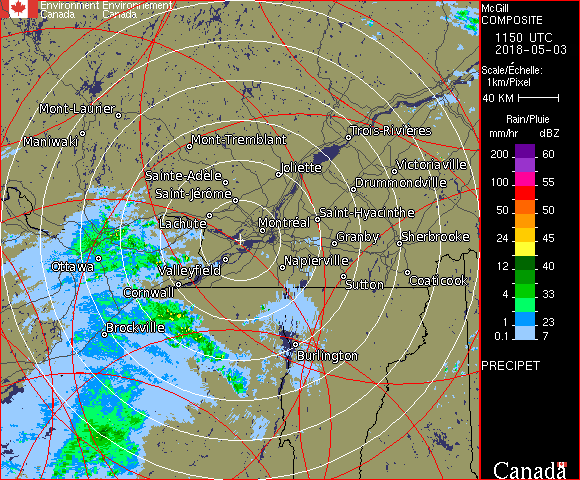 Environment Environnement
Canada Canada
McGill
COMPOSITE
1150 UTC
2018-05-03
Scale/Échelle:
1km/Pixel
40 KM
Rain/Pluie
mm/hr dBZ
200 60
100 55
50 50
24 45
12 40
4 33
1 23
0.1 7
PRECIPET
Canada
Mont-Laurier
Maniwaki
Mont-Tremblant
Trois-Rivières
Sainte-Adèle
Joliette
Victoriaville
Saint-Jérôme
Drummondville
Lachute
Saint-Hyacinthe
Montréal
Granby
Sherbrooke
Ottawa
Valleyfield
Napierville
Cornwall
Sutton
Coaticook
Brockville
Burlington